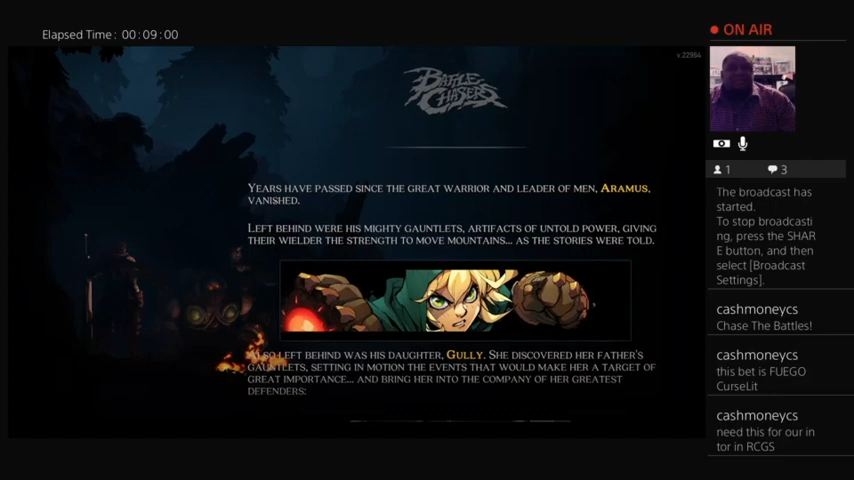 Elapsed Time : 00:09:00
ON AIR
v.22954
BATTLE
CHASERS
YEARS HAVE PASSED SINCE THE GREAT WARRIOR AND LEADER OF MEN, ARAMUS,
VANISHED.
LEFT BEHIND WERE HIS MIGHTY GAUNTLETS, ARTIFACTS OF UNTOLD POWER, GIVING
THEIR WIELDER THE STRENGTH TO MOVE MOUNTAINS... AS THE STORIES WERE TOLD.
ALSO LEFT BEHIND WAS HIS DAUGHTER, GULLY. SHE DISCOVERED HER FATHER'S
GAUNTLETS, SETTING IN MOTION THE EVENTS THAT WOULD MAKE HER A TARGET OF
GREAT IMPORTANCE... AND BRING HER INTO THE COMPANY OF HER GREATEST
DEFENDERS:
1 3
The broadcast has
started.
To stop broadcasti
ng, press the SHAR
E button, and then
select [Broadcast
Settings].
cashmoneycs
Chase The Battles!
cashmoneycs
this bet is FUEGO
CurseLit
cashmoneycs
need this for our in
tor in RCGS